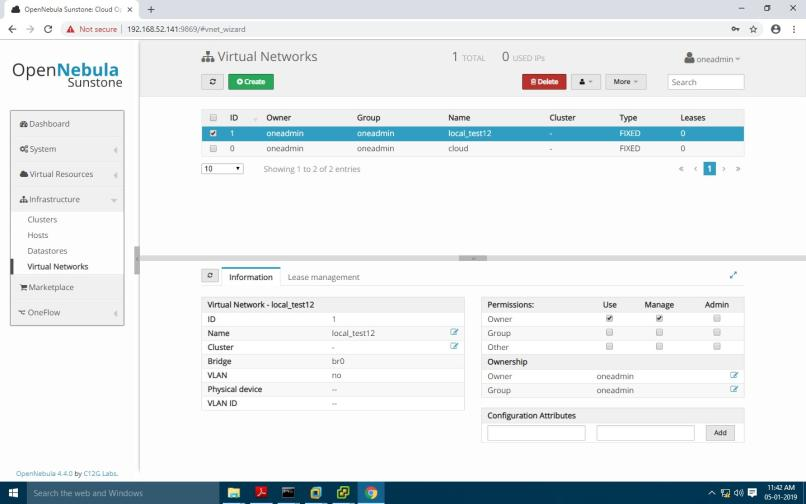 OpenNebula Sunstone: Cloud O
Not secure | 192.168.52.141:9869/#vnet_wizard
OpenNebula
Sunstone
Virtual Networks
1 TOTAL 0 USED IPs
oneadmin
Create
Delete
More
Search
Dashboard
System
Virtual Resources
Infrastructure
Clusters
Hosts
Datastores
Virtual Networks
Marketplace
OneFlow
ID Owner Group Name Cluster Type Leases
1 oneadmin oneadmin local_test12 - FIXED 0
0 oneadmin oneadmin cloud - FIXED 0
10
Showing 1 to 2 of 2 entries
« ‹ 1 › »
Information
Lease management
Virtual Network - local_test12
ID 1
Name local_test12
Cluster -
Bridge br0
VLAN no
Physical device --
VLAN ID --
Permissions: Use Manage Admin
Owner
Group
Other
Ownership
Owner oneadmin
Group oneadmin
Configuration Attributes
Add
OpenNebula 4.4.0 by C12G Labs.
Search the web and Windows
11:42 AM
05-01-2019